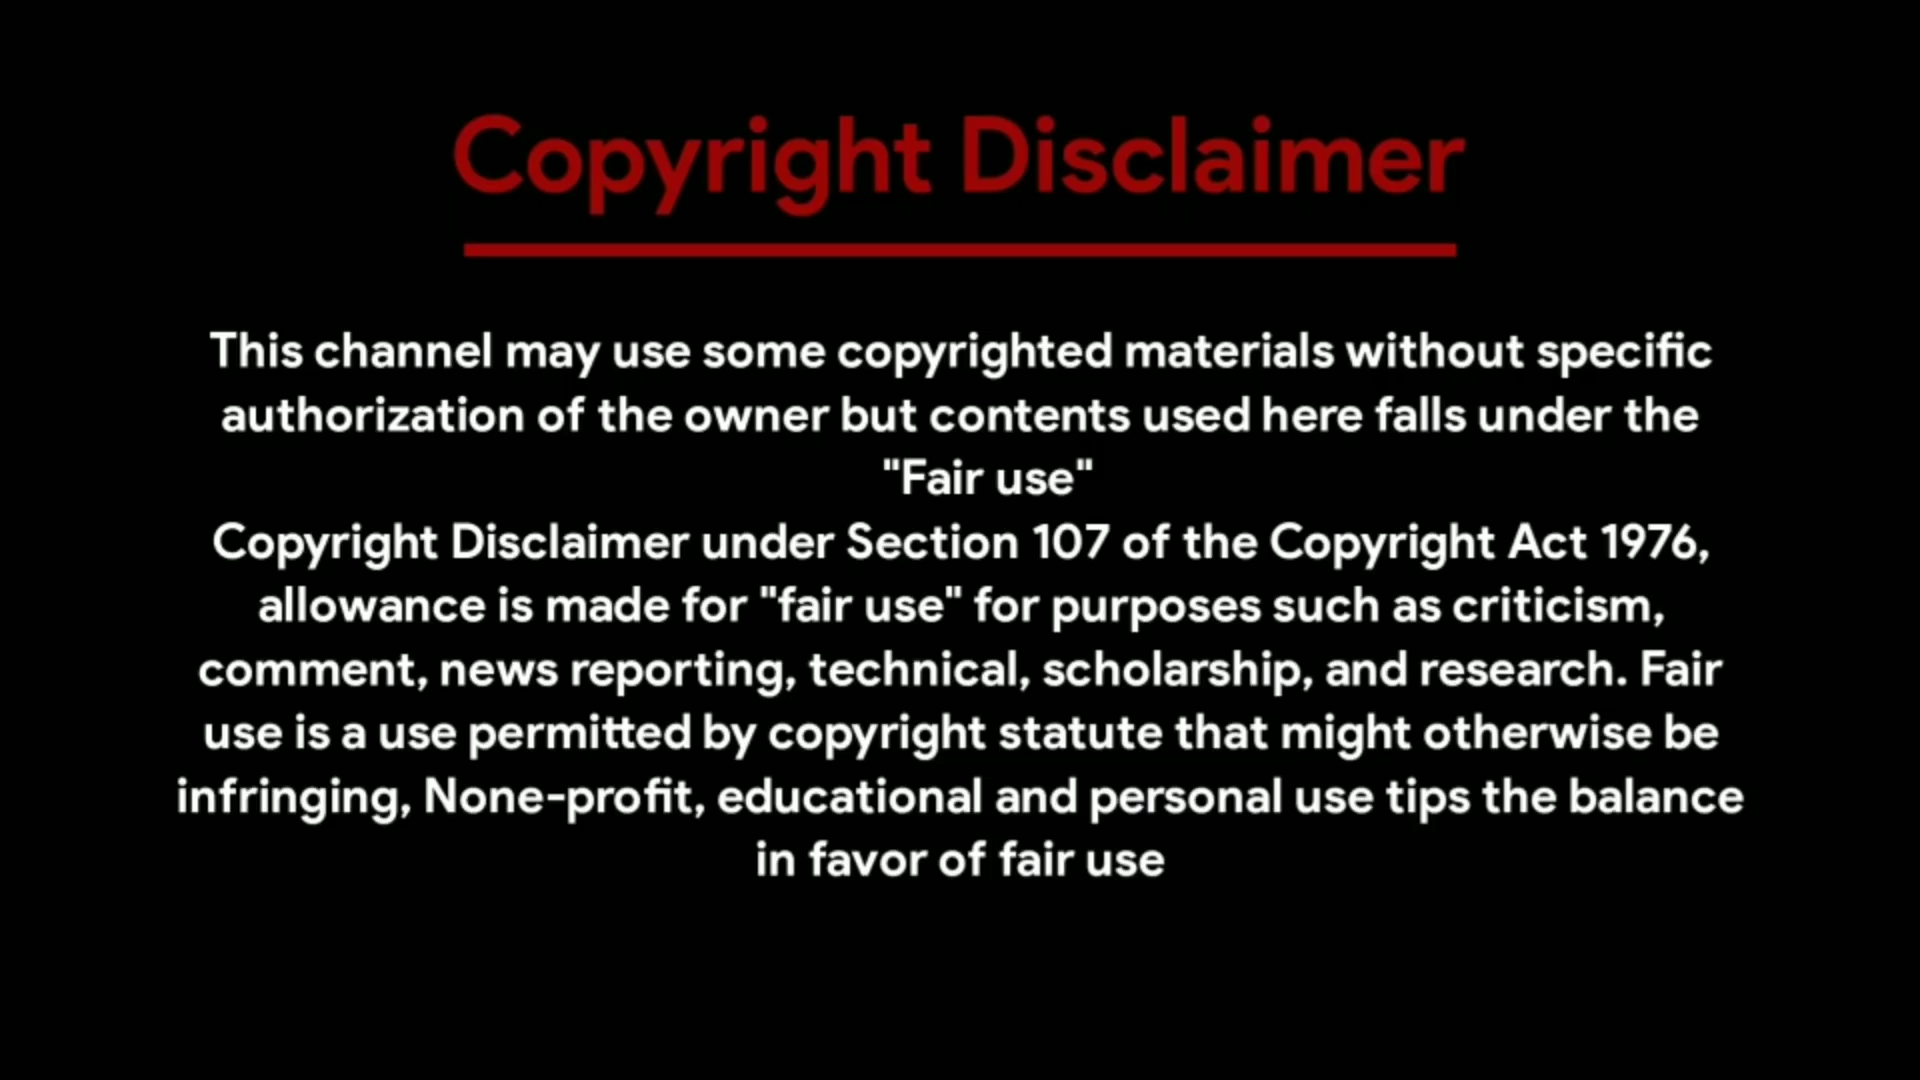 Copyright Disclaimer
This channel may use some copyrighted materials without specific
authorization of the owner but contents used here falls under the
"Fair use"
Copyright Disclaimer under Section 107 of the Copyright Act 1976,
allowance is made for "fair use" for purposes such as criticism,
comment, news reporting, technical, scholarship, and research. Fair
use is a use permitted by copyright statute that might otherwise be
infringing, None-profit, educational and personal use tips the balance
in favor of fair use